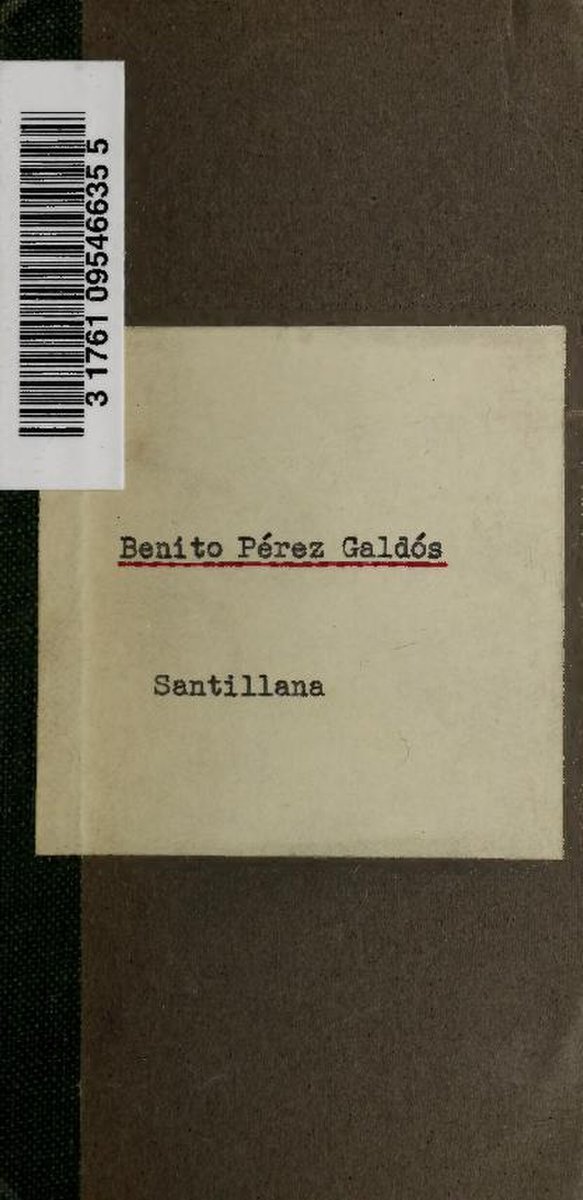 3 1761 09546635 5
Benito Pérez Galdós
Santillana